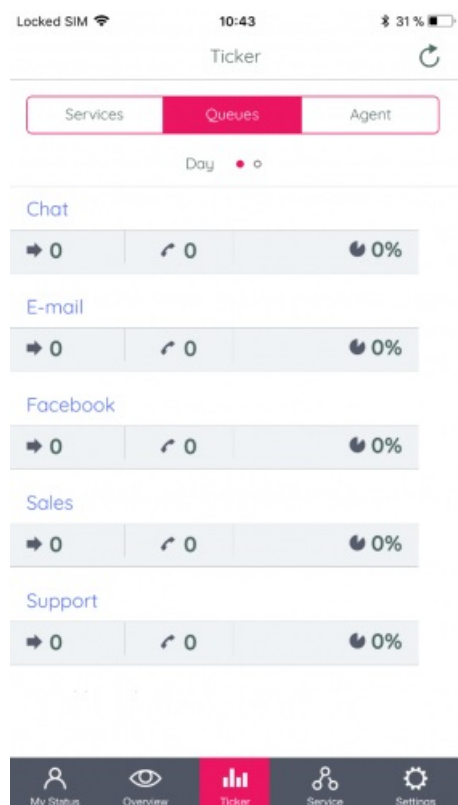 Locked SIM 10:43 31 %
Ticker
Services Queues Agent
Day
Chat
0 0 0%
E-mail
0 0 0%
Facebook
0 0 0%
Sales
0 0 0%
Support
0 0 0%
My Status Overview Ticker Service Settings